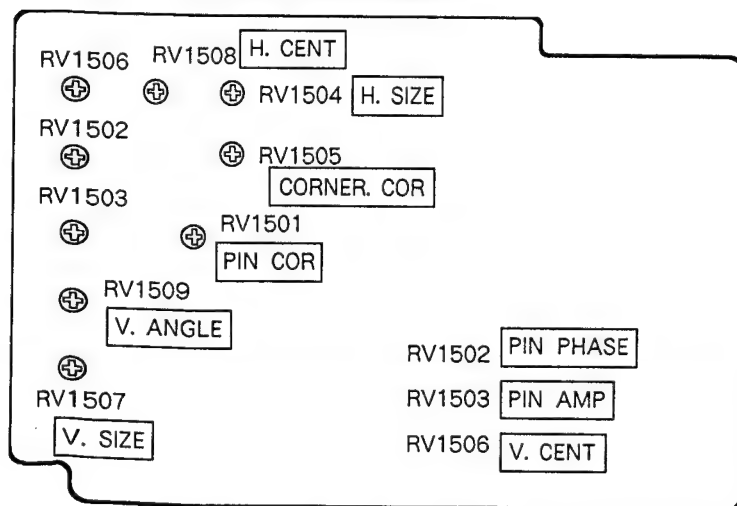 RV1506
RV1508 H. CENT
RV1504 H. SIZE
RV1502
RV1505
CORNER. COR
RV1503
RV1501
PIN COR
RV1509
V. ANGLE
RV1507
V. SIZE
RV1502 PIN PHASE
RV1503 PIN AMP
RV1506 V. CENT